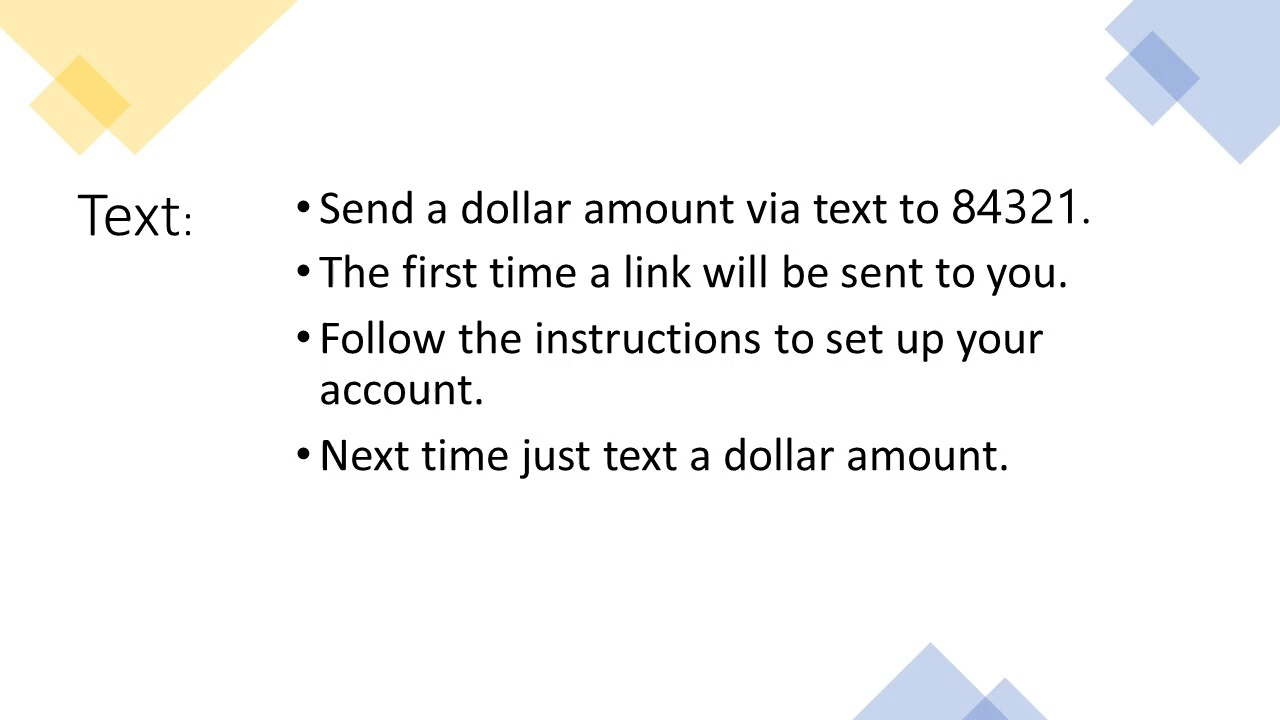 Text:
• Send a dollar amount via text to 84321.
• The first time a link will be sent to you.
• Follow the instructions to set up your
account.
• Next time just text a dollar amount.